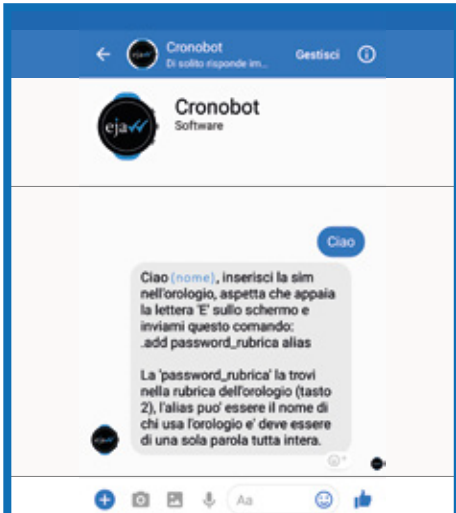 Cronobot
Di solito risponde im...
Gestisci
eja
Cronobot
Software
Ciao
Ciao (nome), inserisci la sim
nell'orologio, aspetta che appaia
la lettera 'E' sullo schermo e
inviami questo comando:
.add password_rubrica alias
La 'password_rubrica' la trovi
nella rubrica dell'orologio (tasto
2), l'alias puo' essere il nome di
chi usa l'orologio e' deve essere
di una sola parola tutta intera.
Aa